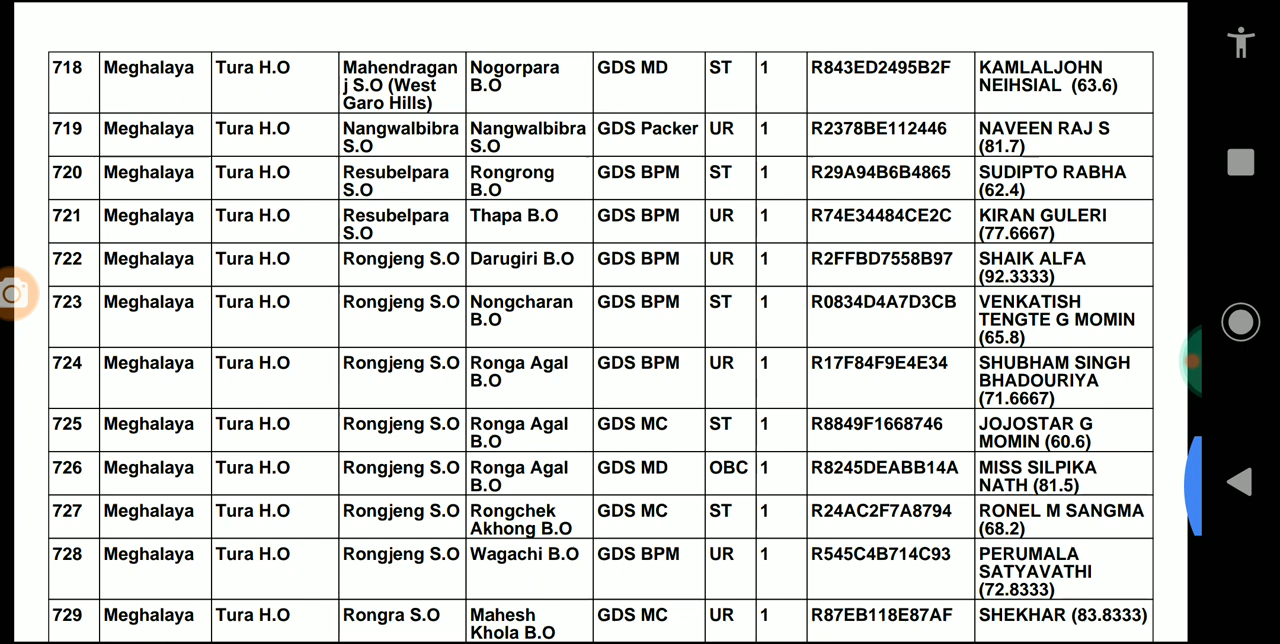 718 Meghalaya Tura H.O Mahendragan Nogorpara GDS MD ST 1 R843ED2495B2F KAMLALJOHN
j S.O (West B.O NEIHSIAL (63.6)
Garo Hills)
719 Meghalaya Tura H.O Nangwalbibra Nangwalbibra GDS Packer UR 1 R2378BE112446 NAVEEN RAJ S
S.O S.O (81.7)
720 Meghalaya Tura H.O Resubelpara Rongrong GDS BPM ST 1 R29A94B6B4865 SUDIPTO RABHA
S.O B.O (62.4)
721 Meghalaya Tura H.O Resubelpara Thapa B.O GDS BPM UR 1 R74E34484CE2C KIRAN GULERI
S.O (77.6667)
722 Meghalaya Tura H.O Rongjeng S.O Darugiri B.O GDS BPM UR 1 R2FFBD7558B97 SHAIK ALFA
(92.3333)
723 Meghalaya Tura H.O Rongjeng S.O Nongcharan GDS BPM ST 1 R0834D4A7D3CB VENKATISH
B.O TENGTE G MOMIN
(65.8)
724 Meghalaya Tura H.O Rongjeng S.O Ronga Agal GDS BPM UR 1 R17F84F9E4E34 SHUBHAM SINGH
B.O BHADOURIYA
(71.6667)
725 Meghalaya Tura H.O Rongjeng S.O Ronga Agal GDS MC ST 1 R8849F1668746 JOJOSTAR G
B.O MOMIN (60.6)
726 Meghalaya Tura H.O Rongjeng S.O Ronga Agal GDS MD OBC 1 R8245DEABB14A MISS SILPIKA
B.O NATH (81.5)
727 Meghalaya Tura H.O Rongjeng S.O Rongchek GDS MC ST 1 R24AC2F7A8794 RONEL M SANGMA
Akhong B.O (68.2)
728 Meghalaya Tura H.O Rongjeng S.O Wagachi B.O GDS BPM UR 1 R545C4B714C93 PERUMALA
SATYAVATHI
(72.8333)
729 Meghalaya Tura H.O Rongra S.O Mahesh GDS MC UR 1 R87EB118E87AF SHEKHAR (83.8333)
Khola B.O